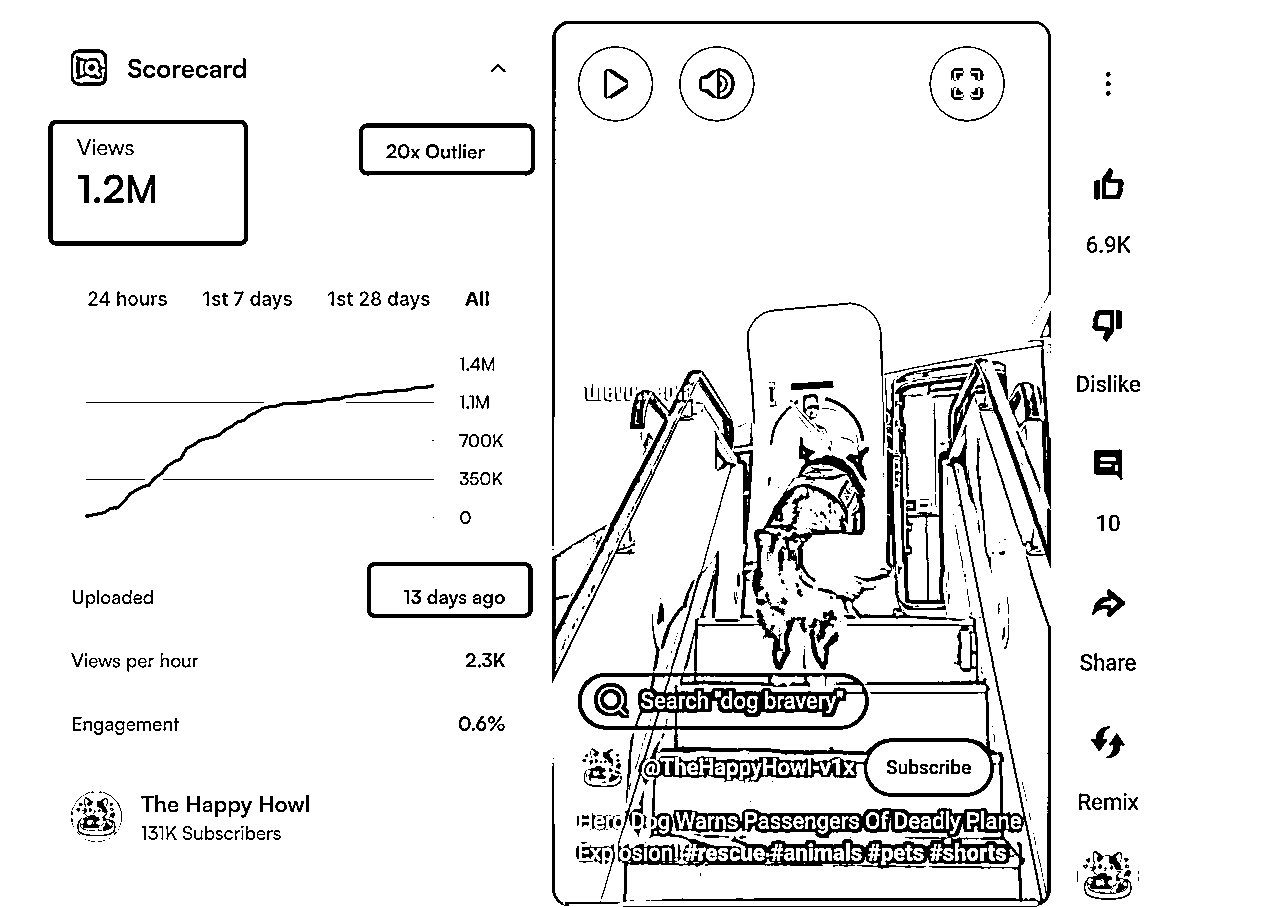 Scorecard
Views
1.2M
20x Outlier
24 hours
1st 7 days
1st 28 days
All
1.4M
1.1M
700K
350K
0
Uploaded
13 days ago
Views per hour
2.3K
Engagement
0.6%
The Happy Howl
131K Subscribers
Search "dog bravery"
@TheHappyHowl-v1x
Subscribe
Hero Dog Warns Passengers Of Deadly Plane
Explosion! #rescue #animals #pets #shorts
6.9K
Dislike
10
Share
Remix